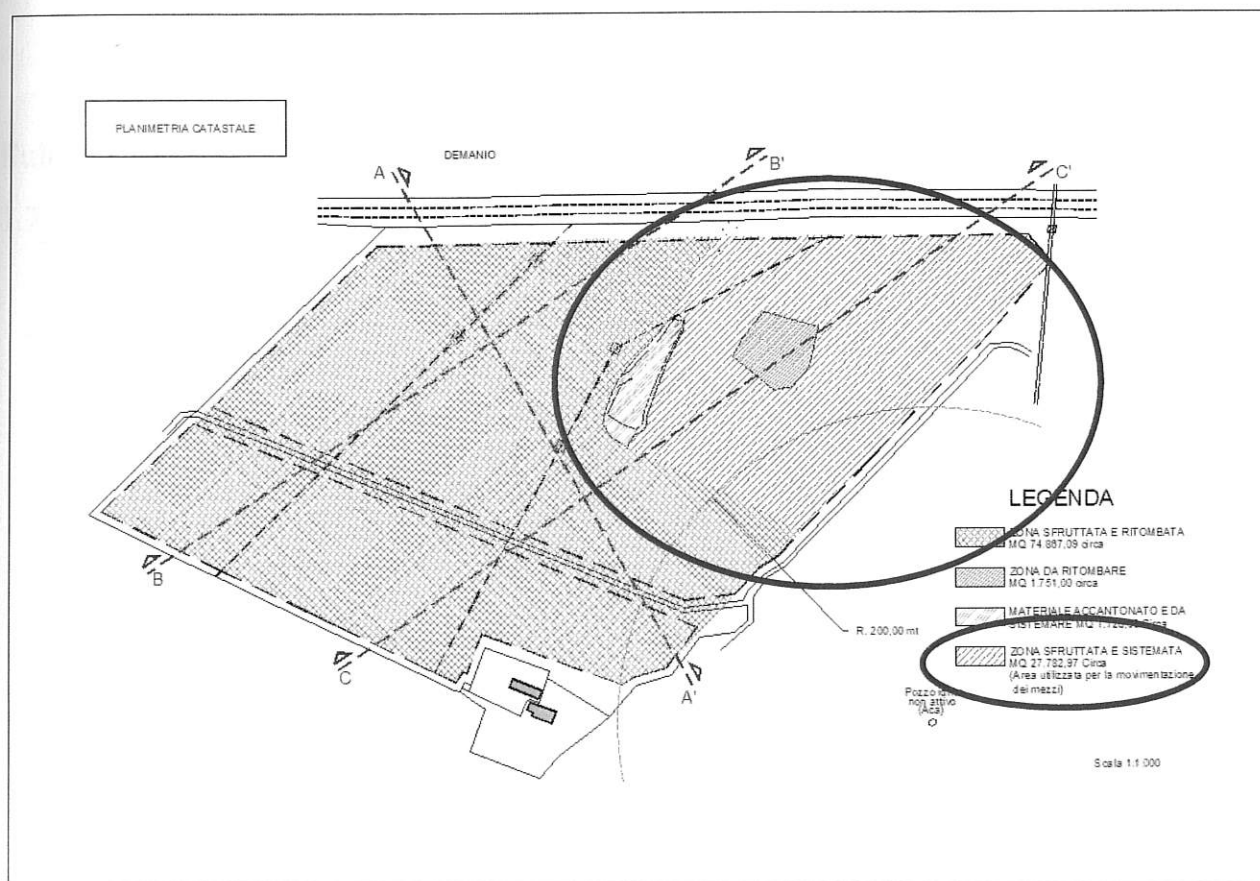 PLANIMETRIA CATASTALE
DEMANIO
A
B'
C'
B
C
A'
R. 200,00 mt
LEGENDA
ZONA SFRUTTATA E RITOMBATA
MQ 74.887,09 circa
ZONA DA RITOMBARE
MQ 1.751,00 circa
MATERIALE ACCANTONATO E DA
SISTEMARE MQ Circa
ZONA SFRUTTATA E SISTEMATA
MQ 27.782,97 Circa
(Area utilizzata per la movimentazione
dei mezzi)
Pozzo
non attivo
(Aca)
Scala 1:1.000